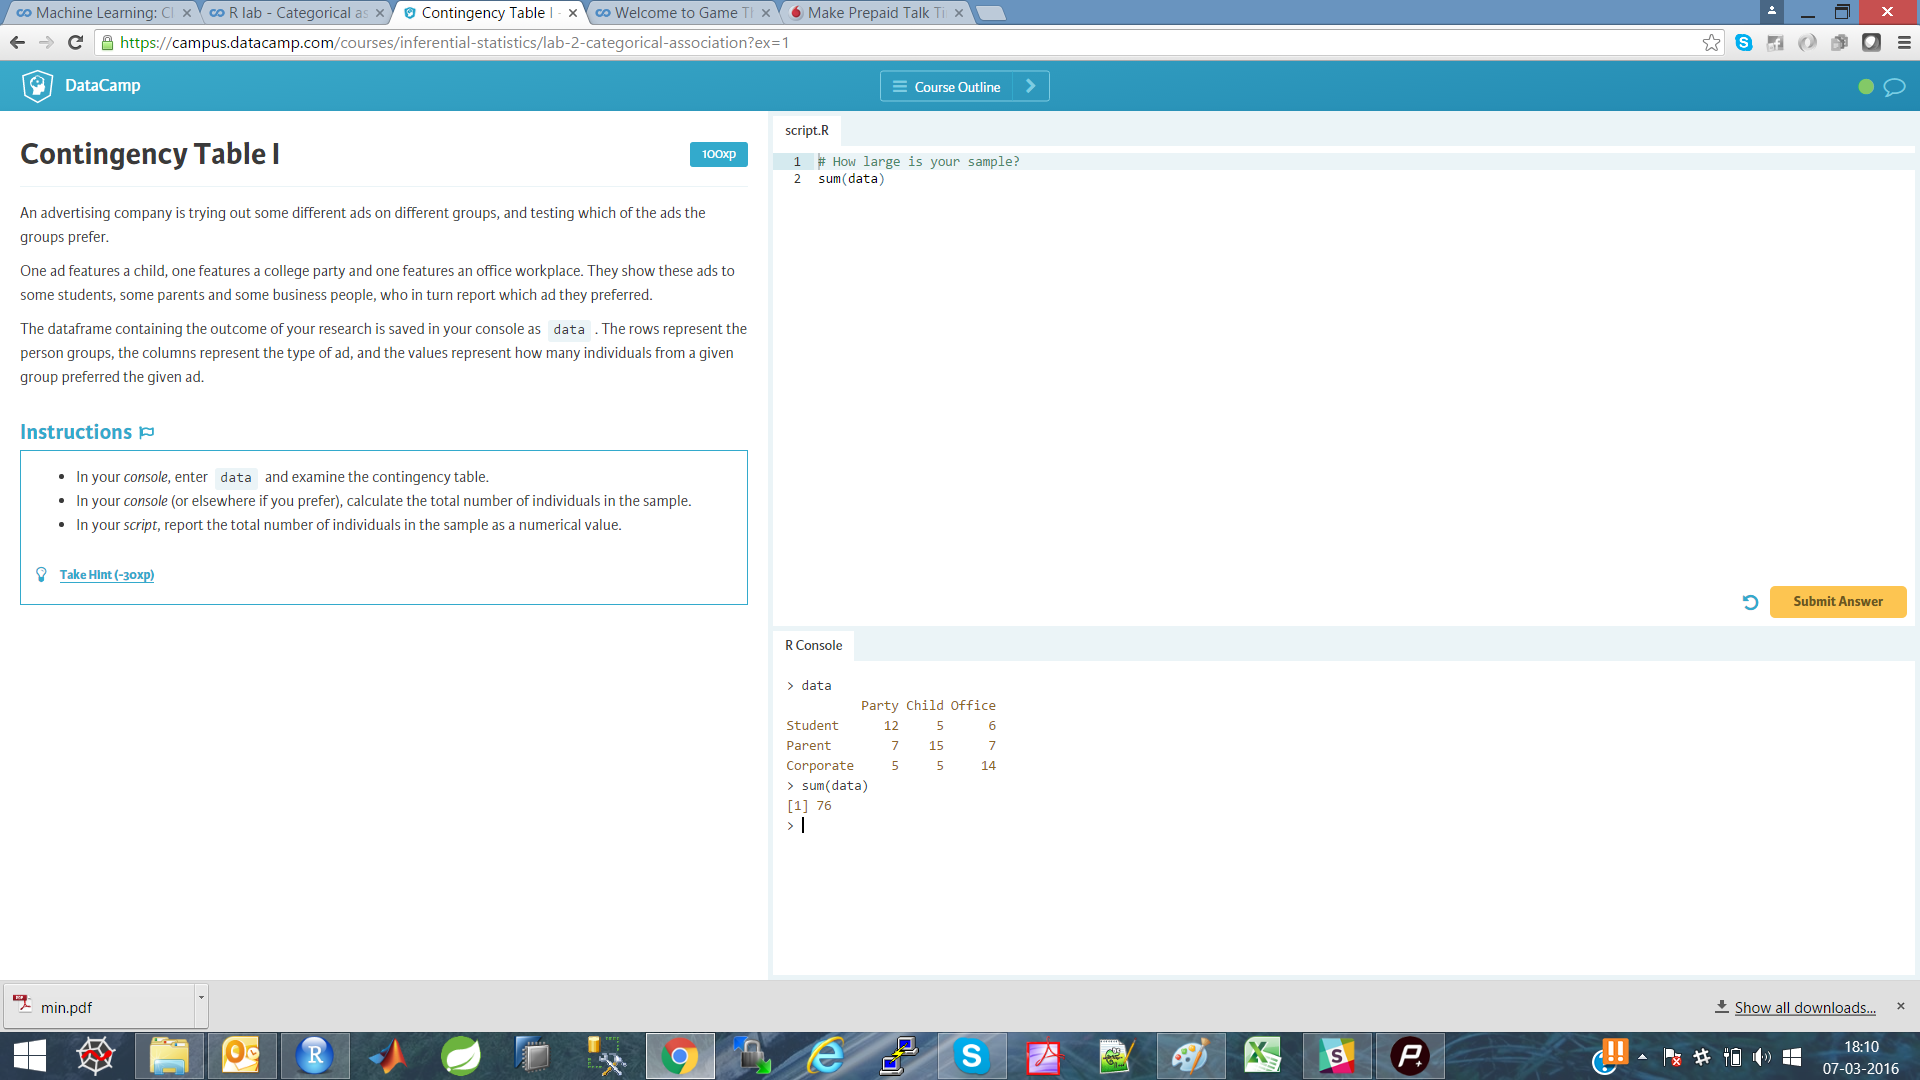 Machine Learning: Cl
R lab - Categorical as
Contingency Table I
Welcome to Game Th
Make Prepaid Talk Ti
https://campus.datacamp.com/courses/inferential-statistics/lab-2-categorical-association?ex=1
DataCamp
Course Outline
Contingency Table I
100xp
An advertising company is trying out some different ads on different groups, and testing which of the ads the
groups prefer.
One ad features a child, one features a college party and one features an office workplace. They show these ads to
some students, some parents and some business people, who in turn report which ad they preferred.
The dataframe containing the outcome of your research is saved in your console as data . The rows represent the
person groups, the columns represent the type of ad, and the values represent how many individuals from a given
group preferred the given ad.
Instructions
• In your console, enter data and examine the contingency table.
• In your console (or elsewhere if you prefer), calculate the total number of individuals in the sample.
• In your script, report the total number of individuals in the sample as a numerical value.
Take Hint (-30xp)
script.R
1 # How large is your sample?
2 sum(data)
Submit Answer
R Console
> data
Party Child Office
Student 12 5 6
Parent 7 15 7
Corporate 5 5 14
> sum(data)
[1] 76
>
min.pdf
Show all downloads...
18:10
07-03-2016